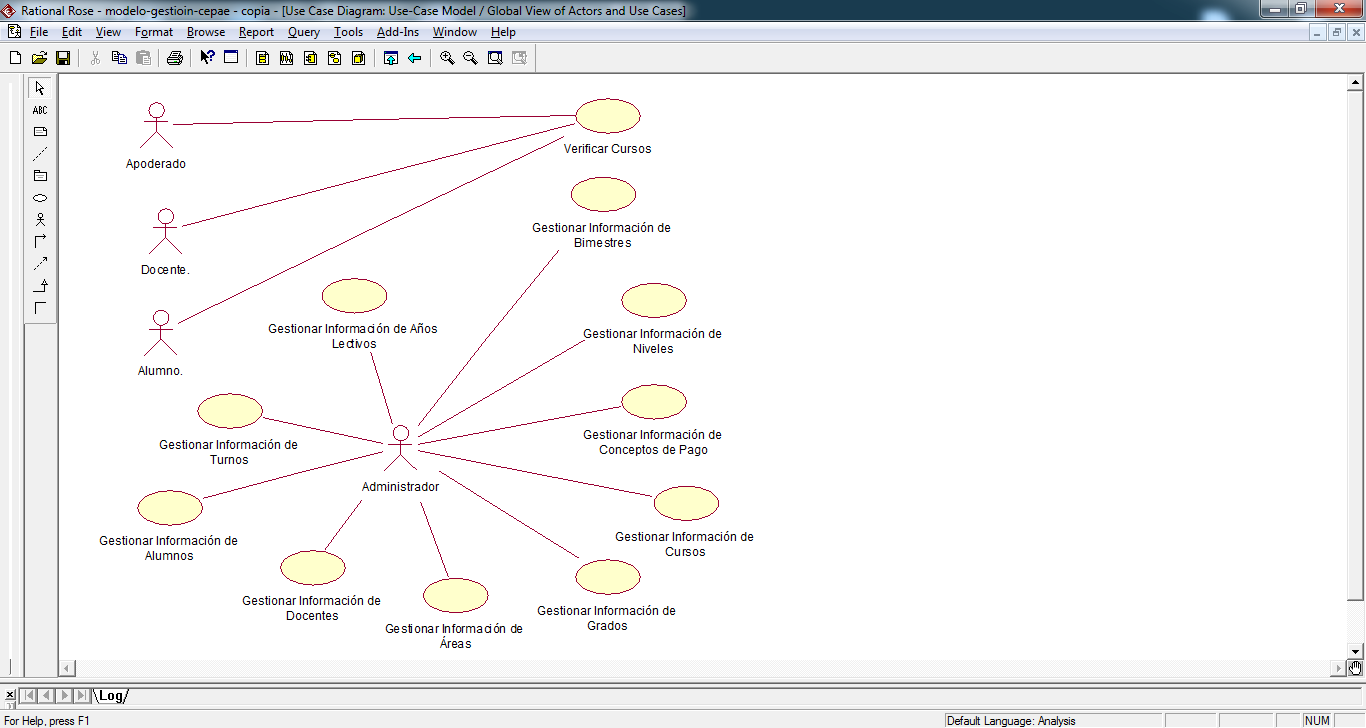 Rational Rose - modelo-gestioin-cepae - copia - [Use Case Diagram: Use-Case Model / Global View of Actors and Use Cases]
File Edit View Format Browse Report Query Tools Add-Ins Window Help
ABC
Apoderado
Verificar Cursos
Docente.
Gestionar Información de
Bimestres
Alumno.
Gestionar Información de Años
Lectivos
Gestionar Información de
Niveles
Gestionar Información de
Turnos
Gestionar Información de
Conceptos de Pago
Administrador
Gestionar Información de
Alumnos
Gestionar Información de
Cursos
Gestionar Información de
Docentes
Gestionar Información de
Áreas
Gestionar Información de
Grados
Log
For Help, press F1
Default Language: Analysis
NUM